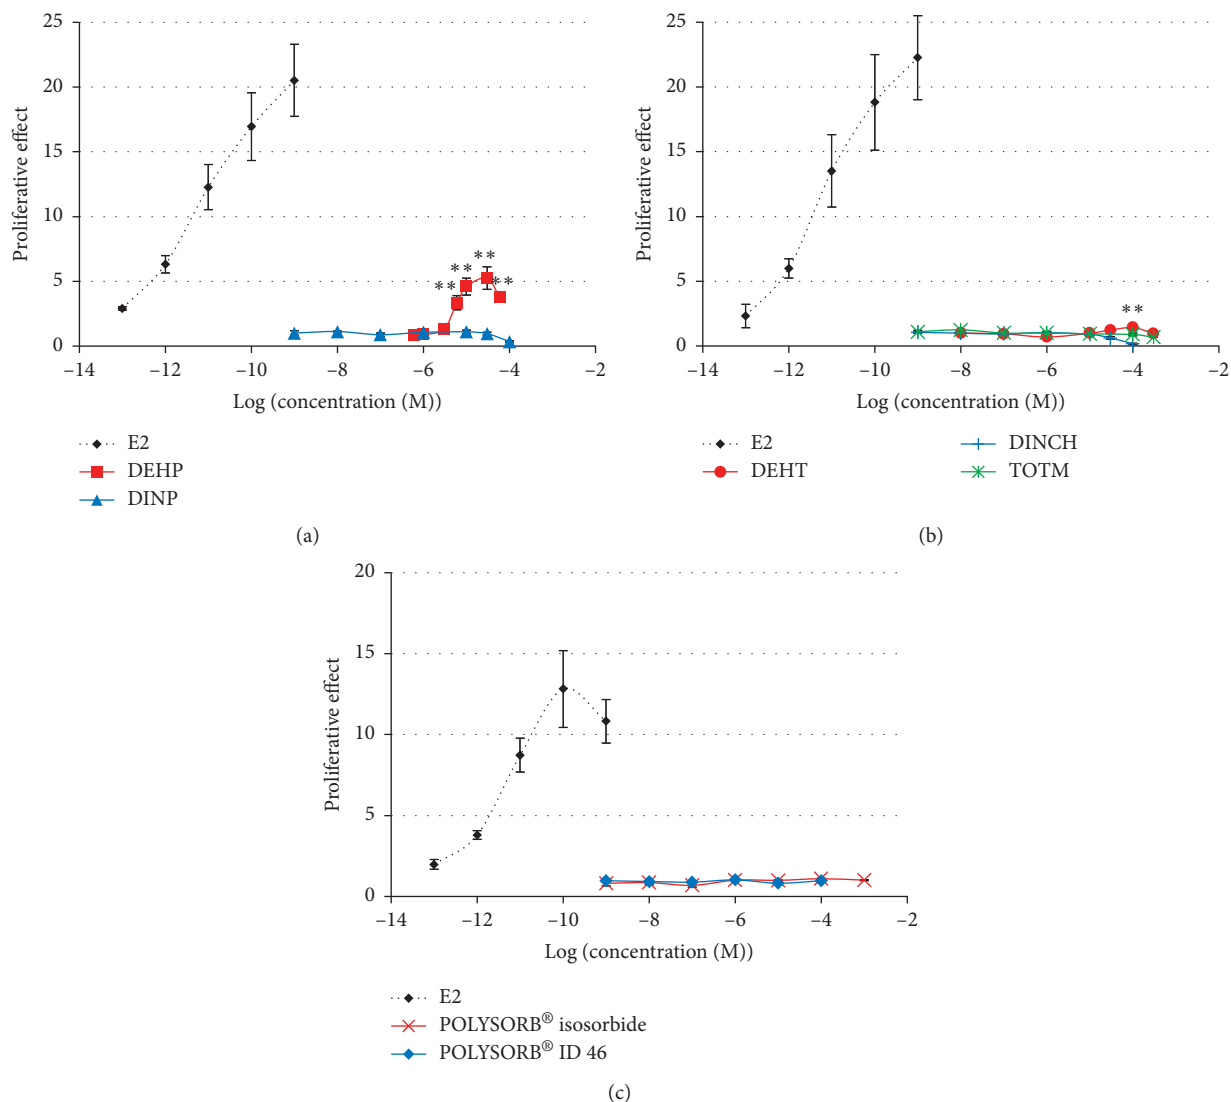 25
20
15
10
5
0
Proliferative effect
**
**
**
**
−14
−12
−10
−8
−6
−4
−2
Log (concentration (M))
E2
DEHP
DINP
(a)
25
20
15
10
5
0
Proliferative effect
**
−14
−12
−10
−8
−6
−4
−2
Log (concentration (M))
E2
DEHT
DINCH
TOTM
(b)
20
15
10
5
0
Proliferative effect
−14
−12
−10
−8
−6
−4
−2
Log (concentration (M))
E2
POLYSORB® isosorbide
POLYSORB® ID 46
(c)